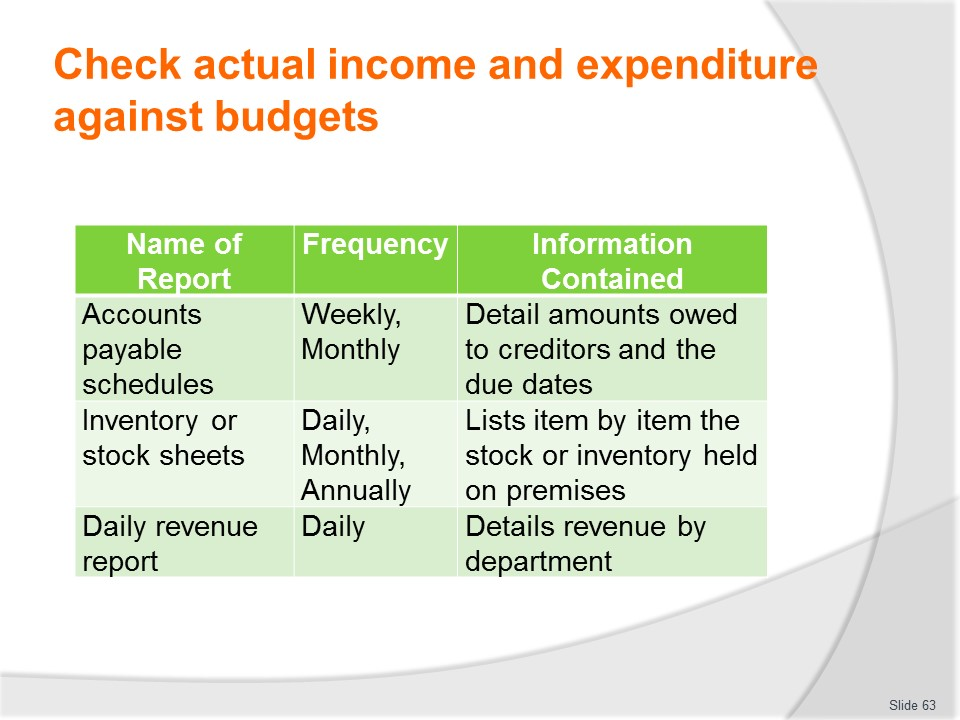 Check actual income and expenditure
against budgets
Name of
Report
Frequency
Information
Contained
Accounts
payable
schedules
Weekly,
Monthly
Detail amounts owed
to creditors and the
due dates
Inventory or
stock sheets
Daily,
Monthly,
Annually
Lists item by item the
stock or inventory held
on premises
Daily revenue
report
Daily
Details revenue by
department
Slide 63